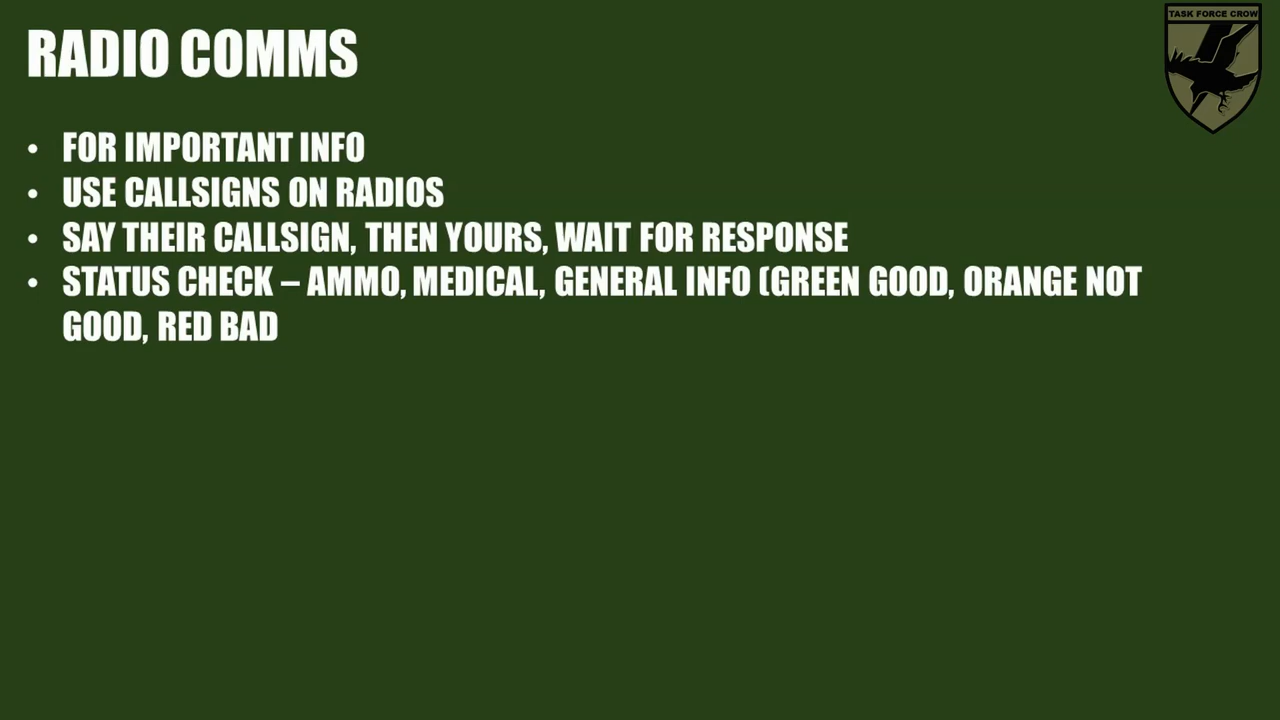 RADIO COMMS
TASK FORCE CROW
• FOR IMPORTANT INFO
• USE CALLSIGNS ON RADIOS
• SAY THEIR CALLSIGN, THEN YOURS, WAIT FOR RESPONSE
• STATUS CHECK – AMMO, MEDICAL, GENERAL INFO (GREEN GOOD, ORANGE NOT
GOOD, RED BAD